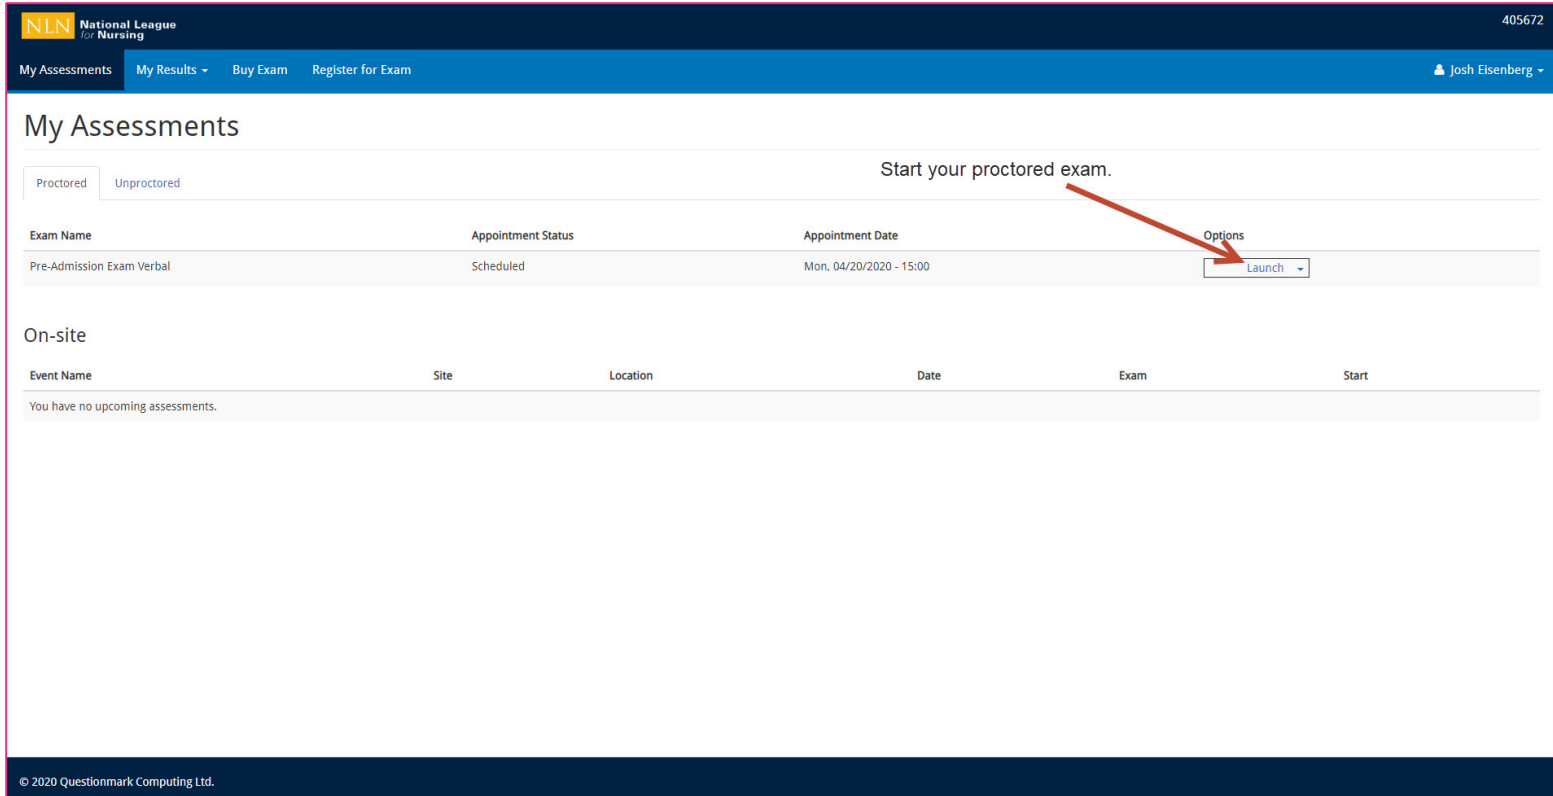 NLN National League
for Nursing
405672
My Assessments My Results Buy Exam Register for Exam Josh Eisenberg
My Assessments
Start your proctored exam.
Proctored Unproctored
Exam Name Appointment Status Appointment Date Options
Pre-Admission Exam Verbal Scheduled Mon, 04/20/2020 - 15:00 Launch
On-site
Event Name Site Location Date Exam Start
You have no upcoming assessments.
© 2020 Questionmark Computing Ltd.